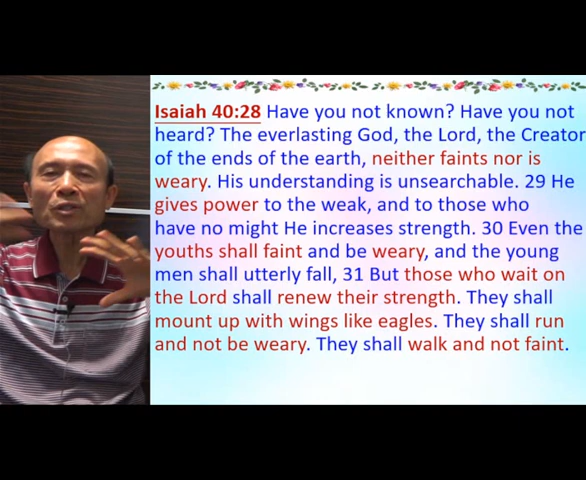 Isaiah 40:28 Have you not known? Have you not
heard? The everlasting God, the Lord, the Creator
of the ends of the earth, neither faints nor is
weary. His understanding is unsearchable. 29 He
gives power to the weak, and to those who
have no might He increases strength. 30 Even the
youths shall faint and be weary, and the young
men shall utterly fall, 31 But those who wait on
the Lord shall renew their strength. They shall
mount up with wings like eagles. They shall run
and not be weary. They shall walk and not faint.